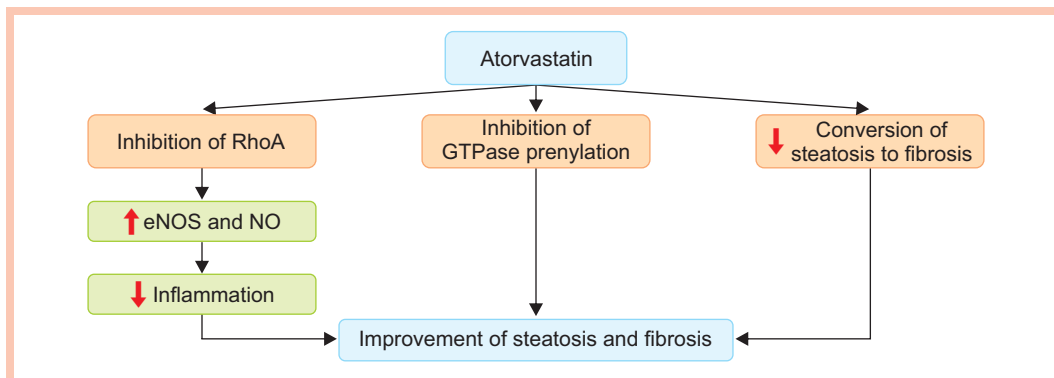 Atorvastatin
Inhibition of RhoA
Inhibition of
GTPase prenylation
Conversion of
steatosis to fibrosis
eNOS and NO
Inflammation
Improvement of steatosis and fibrosis